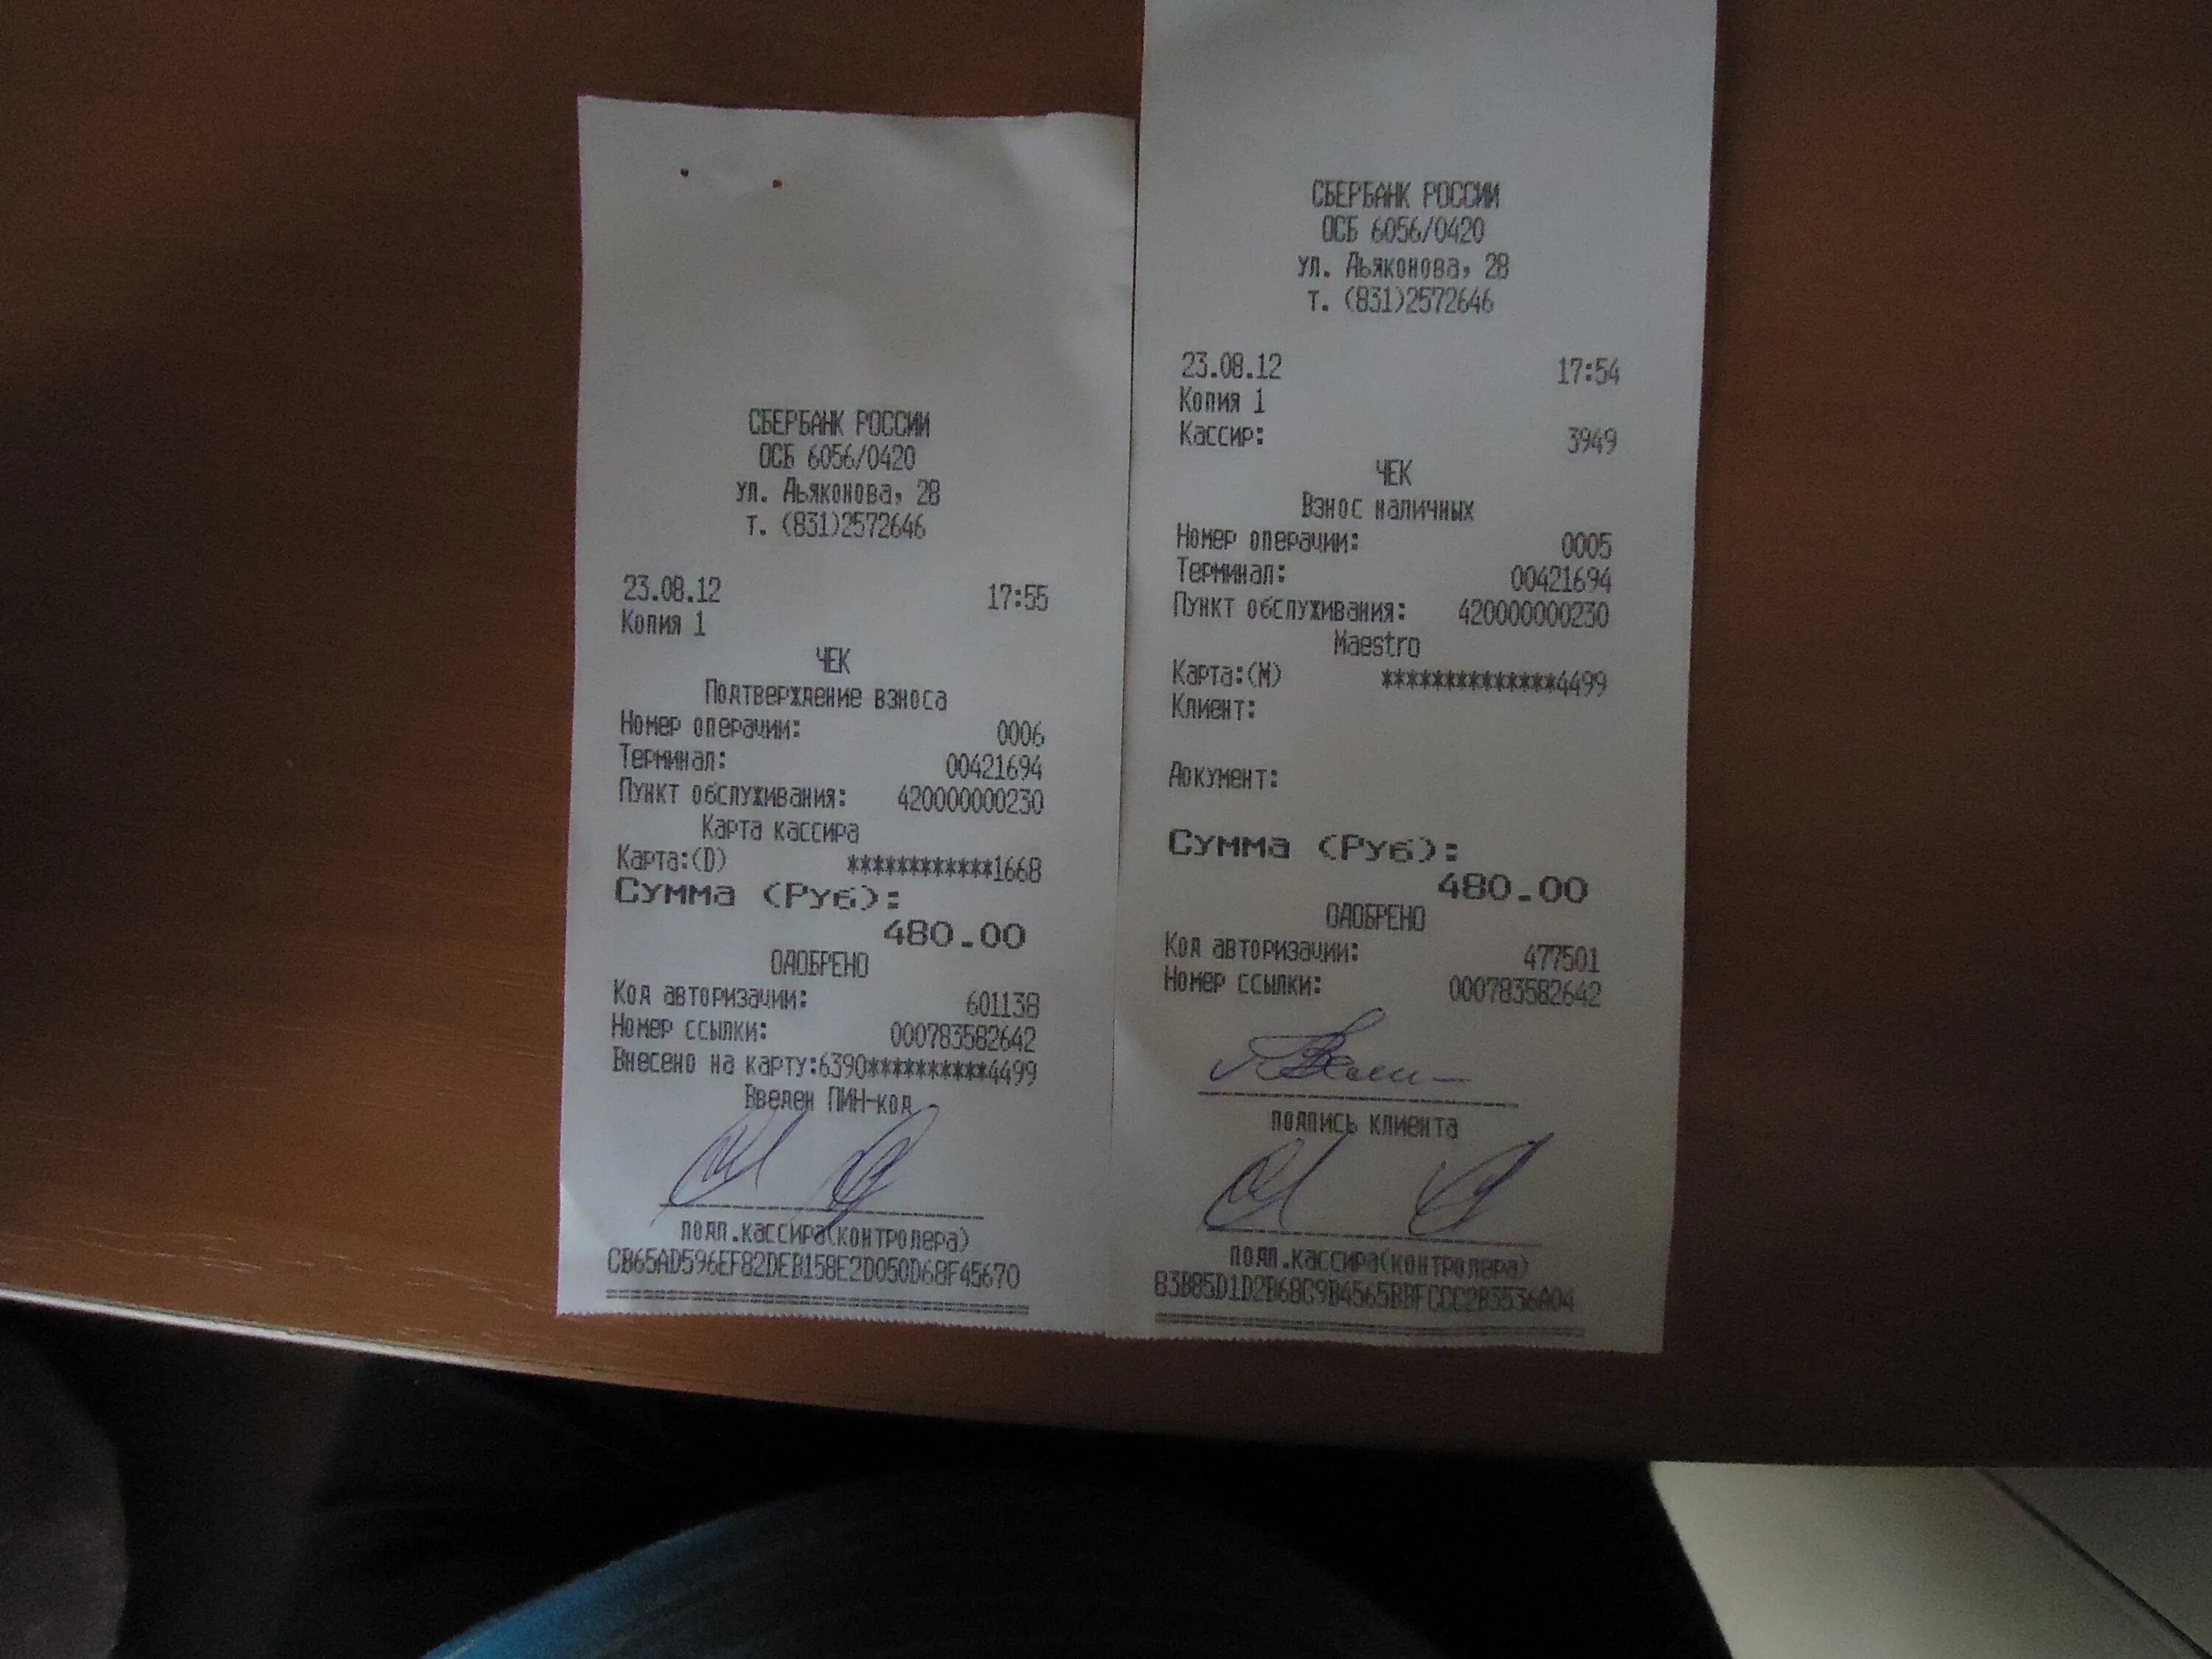 СБЕРБАНК РОССИИ
ОСБ 6056/0420
ул. Дьяконова, 2В
т. (831)2572646
23.08.12 17:55
Копия 1
ЧЕК
Подтверждение взноса
Номер операции: 0006
Терминал: 00421694
Пункт обслуживания: 420000000230
Карта кассира
Карта:(D) ************1668
Сумма (Руб):
480.00
ОДОБРЕНО
Код авторизации: 601138
Номер ссылки: 000783582642
Внесено на карту:6390**********4499
Введен ПИН-код
подп.кассира(контролера)
CB65AD596EF82DEB158E2D050D68F45670
СБЕРБАНК РОССИИ
ОСБ 6056/0420
ул. Дьяконова, 2В
т. (831)2572646
23.08.12 17:54
Копия 1
Кассир: 3949
ЧЕК
Взнос наличных
Номер операции: 0005
Терминал: 00421694
Пункт обслуживания: 420000000230
Maestro
Карта:(M) **************4499
Клиент:
Документ:
Сумма (Руб):
480.00
ОДОБРЕНО
Код авторизации: 477501
Номер ссылки: 000783582642
подпись клиента
подп.кассира(контролера)